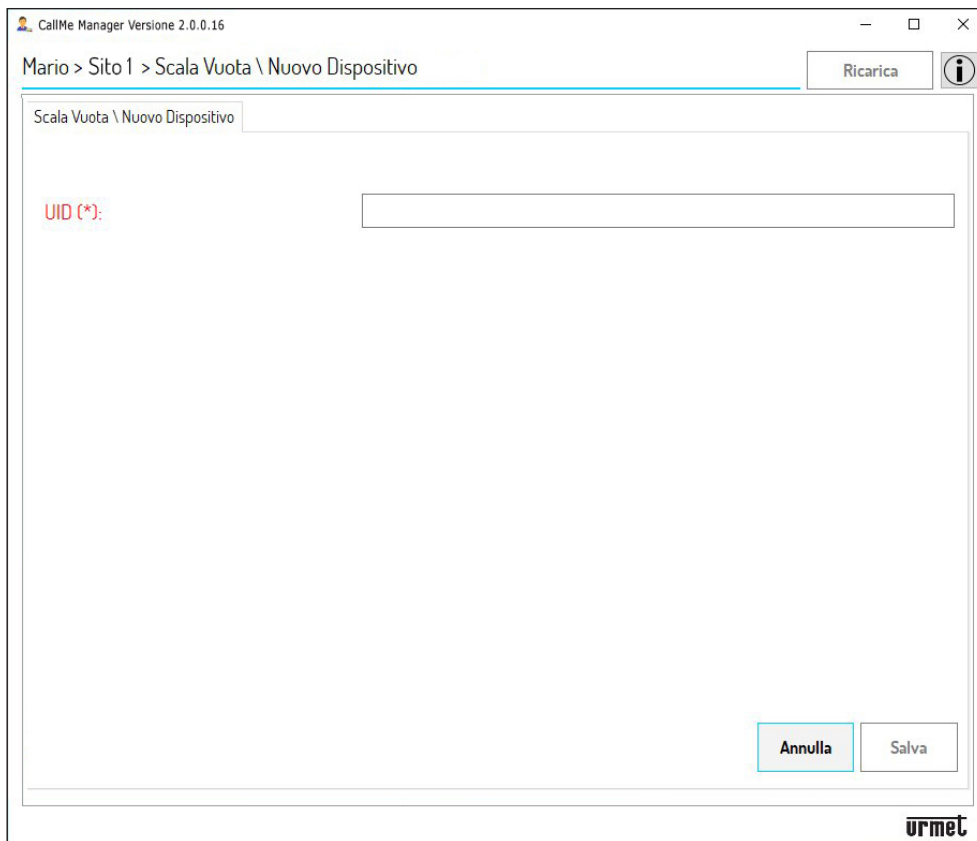 CallMe Manager Versione 2.0.0.16
Mario > Sito 1 > Scala Vuota \ Nuovo Dispositivo
Ricarica
Scala Vuota \ Nuovo Dispositivo
UID (*):
Annulla
Salva
urmet